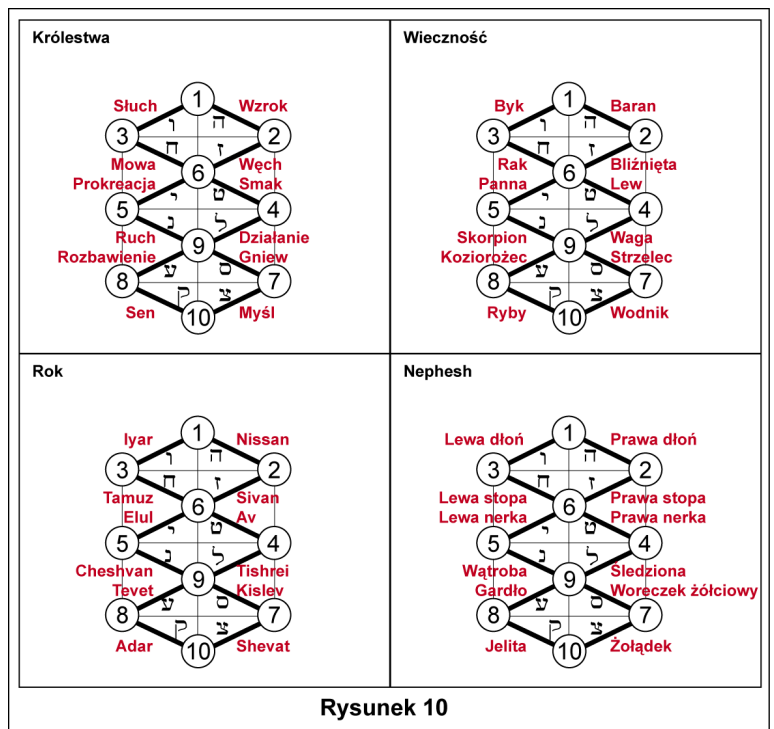 Królestwa
1
Słuch ו ה Wzrok
3 2
ח ז
Mowa 6 Węch
Prokreacja י ט Smak
5 4
נ ל
Ruch 9 Działanie
Rozbawienie ע ס Gniew
8 7
ק צ
Sen 10 Myśl
Wieczność
1
Byk ו ה Baran
3 2
ח ז
Rak 6 Bliźnięta
Panna י ט Lew
5 4
נ ל
Skorpion 9 Waga
Koziorożec ע ס Strzelec
8 7
ק צ
Ryby 10 Wodnik
Rok
1
Iyar ו ה Nissan
3 2
ח ז
Tamuz 6 Sivan
Elul י ט Av
5 4
נ ל
Cheshvan 9 Tishrei
Tevet ע ס Kislev
8 7
ק צ
Adar 10 Shevat
Nephesh
1
Lewa dłoń ו ה Prawa dłoń
3 2
ח ז
Lewa stopa 6 Prawa stopa
Lewa nerka י ט Prawa nerka
5 4
נ ל
Wątroba 9 Śledziona
Gardło ע ס Woreczek żółciowy
8 7
ק צ
Jelita 10 Żołądek
Rysunek 10